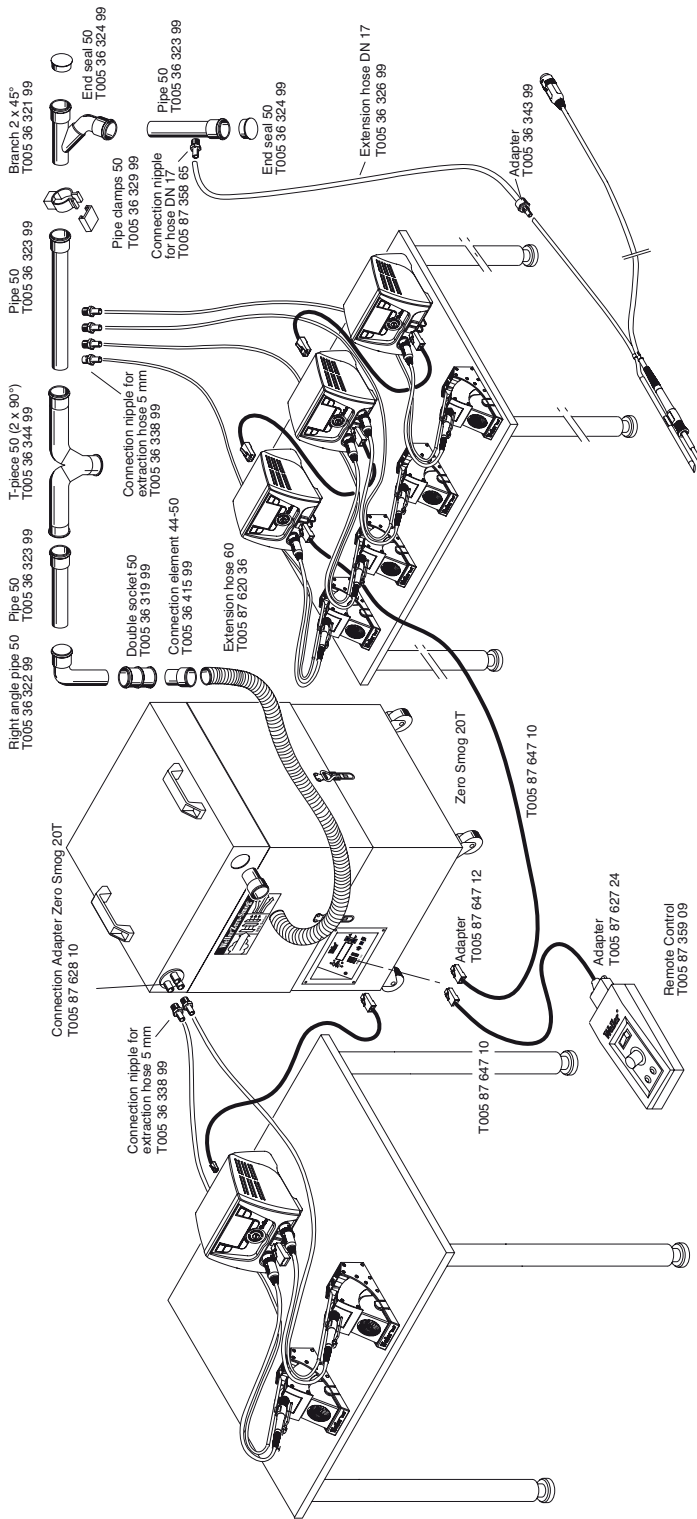 Right angle pipe 50
T005 36 322 99
Pipe 50
T005 36 323 99
T-piece 50 (2 x 90°)
T005 36 344 99
Pipe 50
T005 36 323 99
Branch 2 x 45°
T005 36 321 99
End seal 50
T005 36 324 99
Pipe clamps 50
T005 36 329 99
Pipe 50
T005 36 323 99
Connection nipple
for hose DN 17
T005 87 358 65
End seal 50
T005 36 324 99
Extension hose DN 17
T005 36 326 99
Adapter
T005 36 343 99
Connection nipple for
extraction hose 5 mm
T005 36 338 99
Double socket 50
T005 36 319 99
Connection element 44-50
T005 36 415 99
Extension hose 60
T005 87 620 36
Connection Adapter Zero Smog 20T
T005 87 628 10
Connection nipple for
extraction hose 5 mm
T005 36 338 99
Zero Smog 20T
Adapter
T005 87 647 12
T005 87 647 10
T005 87 647 10
Adapter
T005 87 627 24
Remote Control
T005 87 359 09
Weller